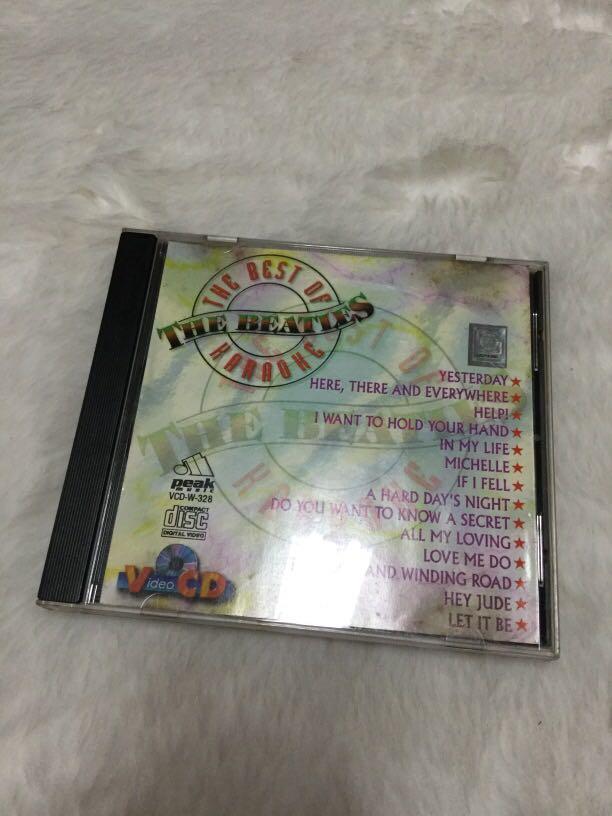 THE BEST OF
THE BEATLES
KARAOKE
YESTERDAY
HERE, THERE AND EVERYWHERE
HELP!
I WANT TO HOLD YOUR HAND
IN MY LIFE
MICHELLE
IF I FELL
A HARD DAY'S NIGHT
DO YOU WANT TO KNOW A SECRET
ALL MY LOVING
LOVE ME DO
AND WINDING ROAD
HEY JUDE
LET IT BE
peak
music
VCD-W-328
COMPACT
disc
DIGITAL VIDEO
Video CD